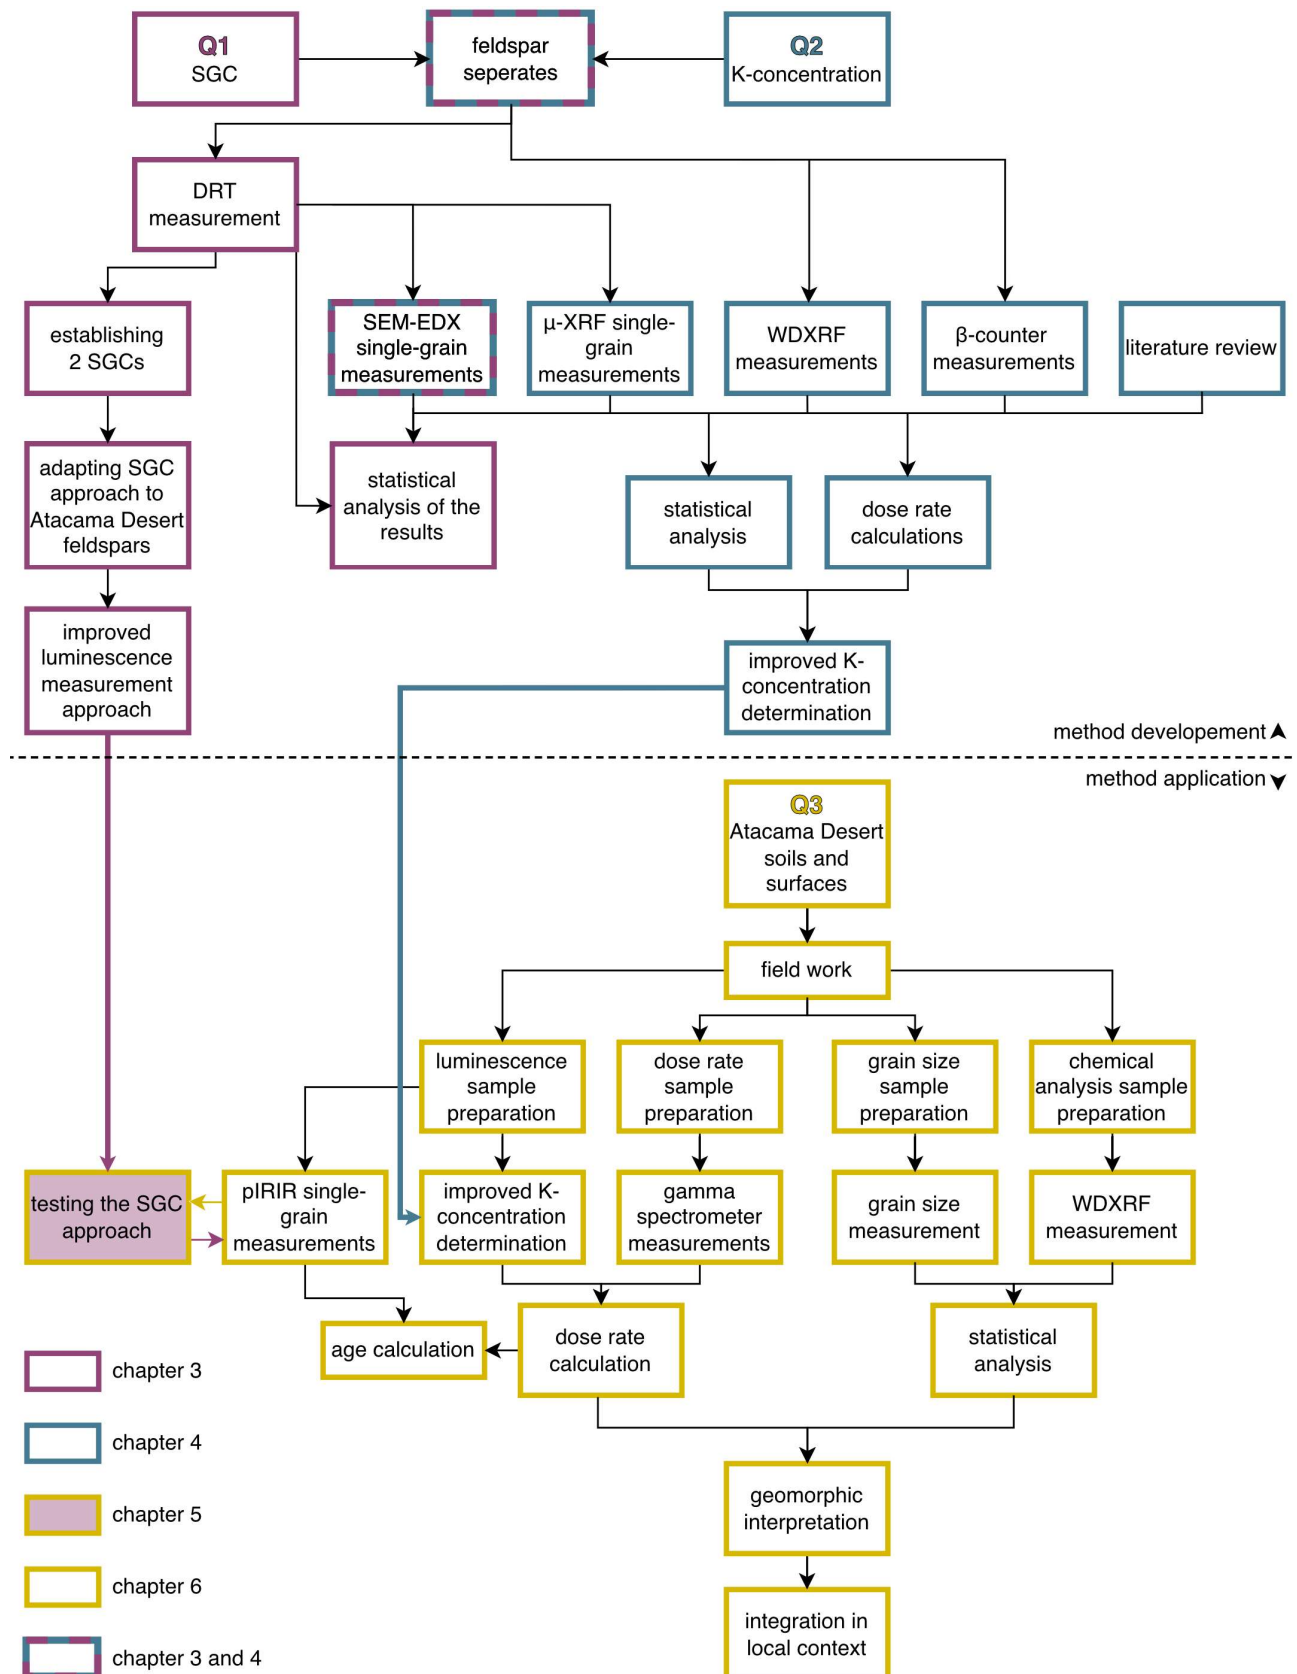 Q1
SGC
feldspar
seperates
Q2
K-concentration
DRT
measurement
establishing
2 SGCs
SEM-EDX
single-grain
measurements
μ-XRF single-
grain
measurements
WDXRF
measurements
β-counter
measurements
literature review
adapting SGC
approach to
Atacama Desert
feldspars
statistical
analysis of the
results
statistical
analysis
dose rate
calculations
improved
luminescence
measurement
approach
improved K-
concentration
determination
method developement
method application
Q3
Atacama Desert
soils and
surfaces
field work
luminescence
sample
preparation
dose rate
sample
preparation
grain size
sample
preparation
chemical
analysis sample
preparation
testing the SGC
approach
pIRIR single-
grain
measurements
improved K-
concentration
determination
gamma
spectrometer
measurements
grain size
measurement
WDXRF
measurement
age calculation
dose rate
calculation
statistical
analysis
chapter 3
chapter 4
chapter 5
chapter 6
chapter 3 and 4
geomorphic
interpretation
integration in
local context